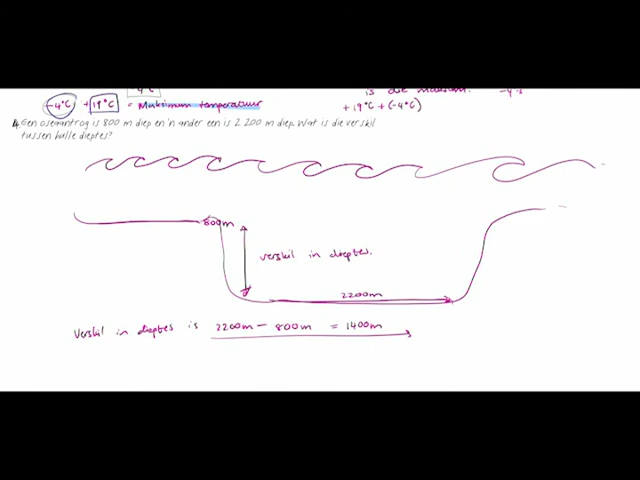 -4°C
is die maksimum.
-4°C + 19°C = Maksimum temperatuur
+19°C + (-4°C)
4. Een oseaantrog is 800 m diep en 'n ander een is 2 200 m diep. Wat is die verskil
tussen hulle dieptes?
800m
verskil in dieptes.
2200m
Verskil in dieptes is 2200m - 800m = 1400m